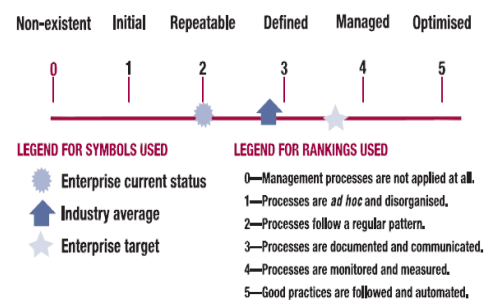 Non-existent Initial Repeatable Defined Managed Optimised
0 1 2 3 4 5
LEGEND FOR SYMBOLS USED
Enterprise current status
Industry average
Enterprise target
LEGEND FOR RANKINGS USED
0—Management processes are not applied at all.
1—Processes are ad hoc and disorganised.
2—Processes follow a regular pattern.
3—Processes are documented and communicated.
4—Processes are monitored and measured.
5—Good practices are followed and automated.